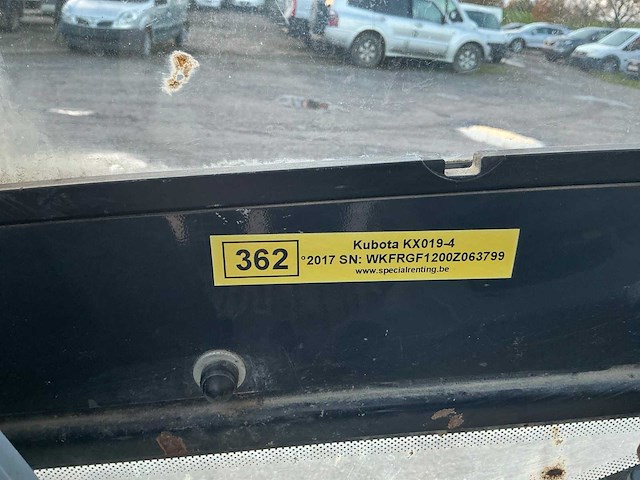 362
Kubota KX019-4
°2017 SN: WKFRGF1200Z063799
www.specialrenting.be